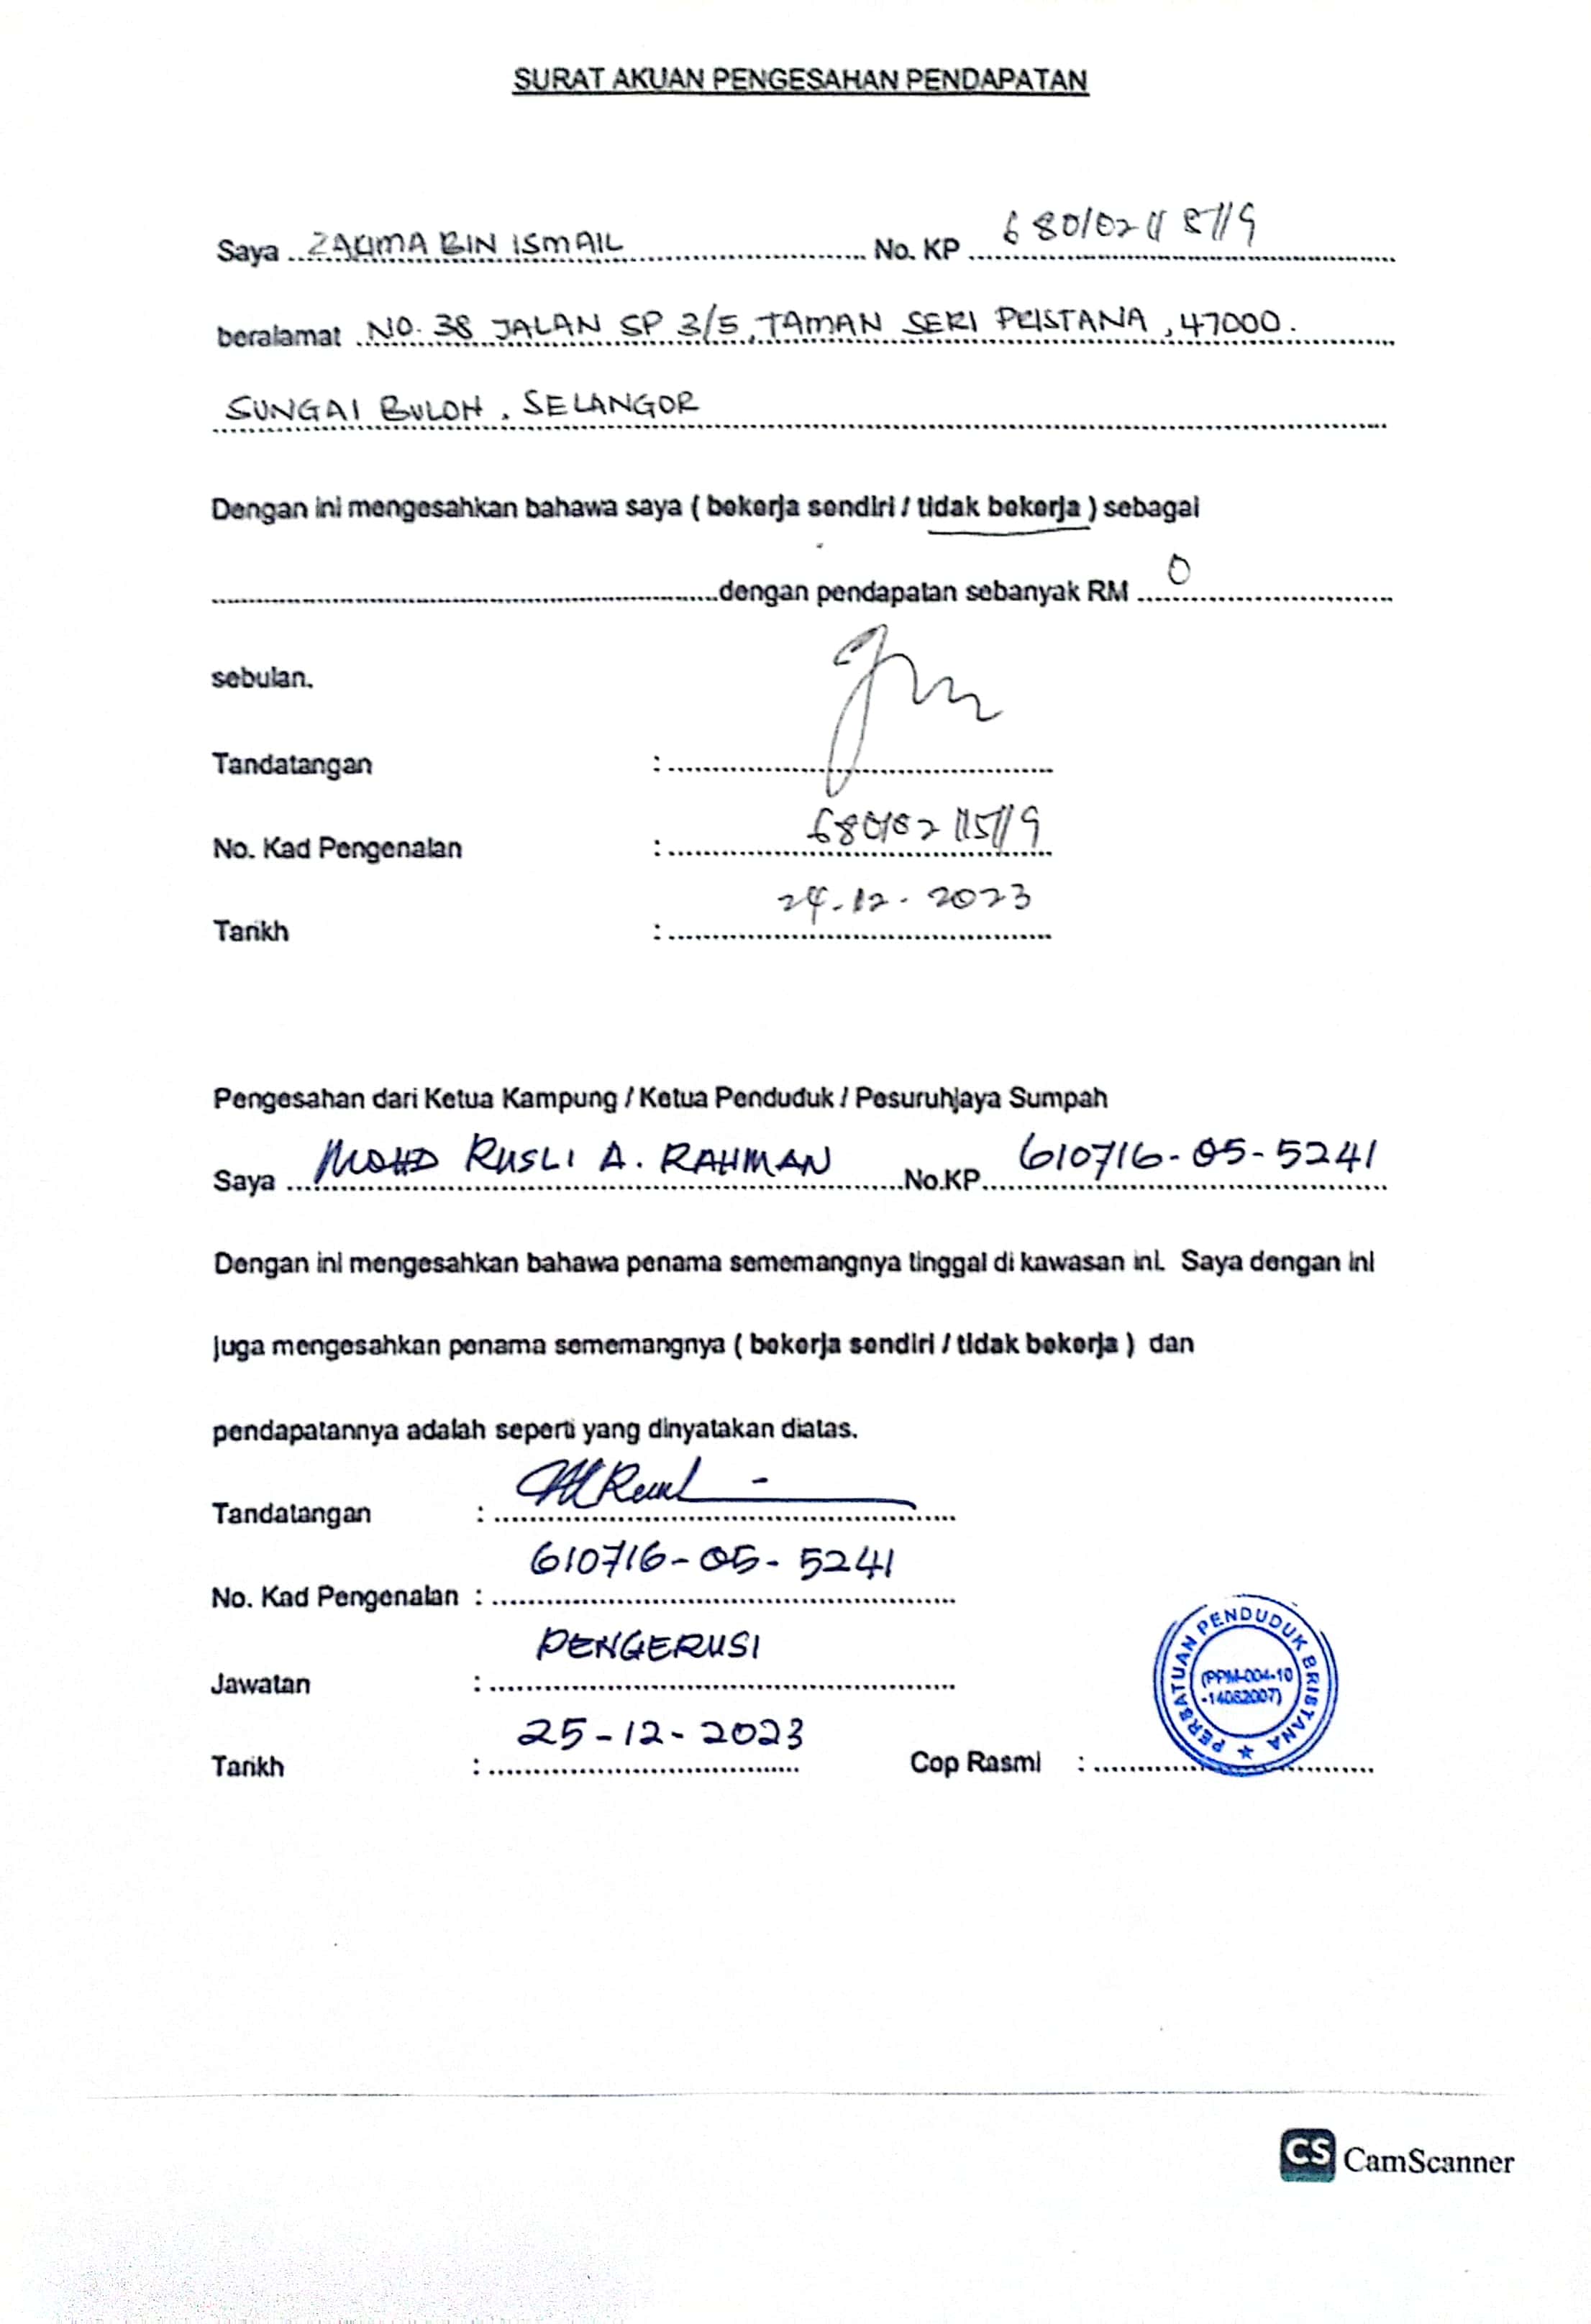 SURAT AKUAN PENGESAHAN PENDAPATAN
Saya ZAKIMA BIN ISMAIL No. KP 680102115119
beralamat NO. 38 JALAN SP 3/5, TAMAN SERI PRISTANA, 47000.
SUNGAI BULOH, SELANGOR
Dengan ini mengesahkan bahawa saya ( bekerja sendiri / tidak bekerja ) sebagai
dengan pendapatan sebanyak RM 0
sebulan.
Tandatangan :
No. Kad Pengenalan : 680102115119
Tarikh : 24.12.2023
Pengesahan dari Ketua Kampung / Ketua Penduduk / Pesuruhjaya Sumpah
Saya MOHD RUSLI A. RAHMAN No.KP 610716-05-5241
Dengan ini mengesahkan bahawa penama sememangnya tinggal di kawasan ini. Saya dengan ini
juga mengesahkan penama sememangnya ( bekerja sendiri / tidak bekerja ) dan
pendapatannya adalah seperti yang dinyatakan diatas.
Tandatangan :
No. Kad Pengenalan : 610716-05-5241
Jawatan : PENGERUSI
Tarikh : 25-12-2023 Cop Rasmi :
PERSATUAN PENDUDUK BRISTANA
(PPM-004-10
-14082007)
CS CamScanner